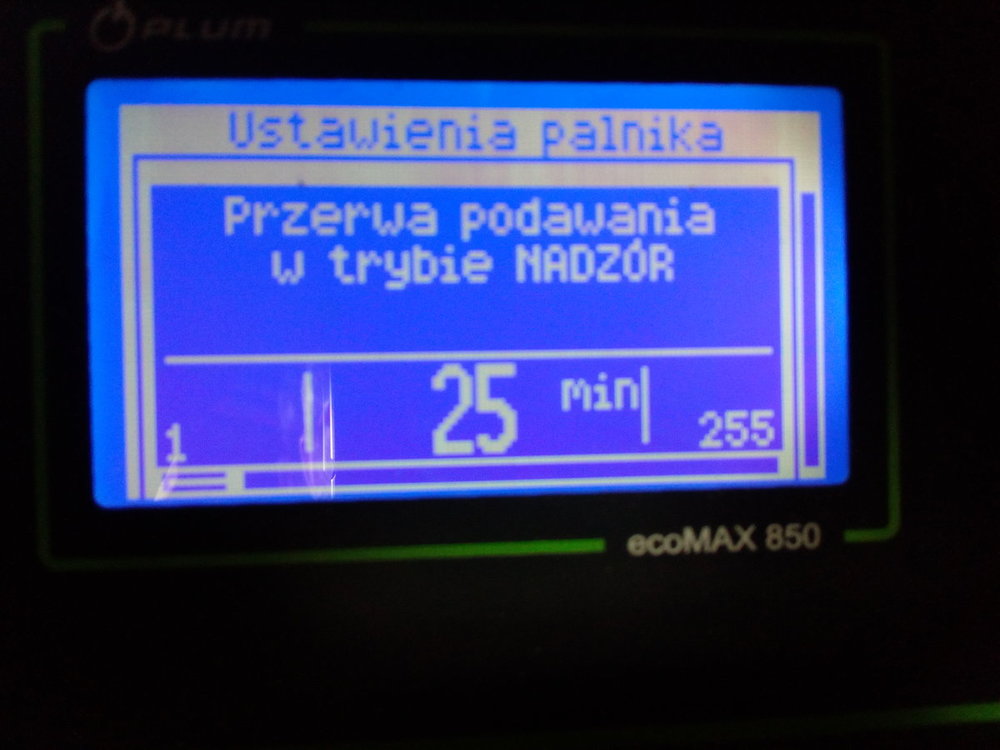 PLUM
Ustawienia palnika
Przerwa podawania
w trybie NADZÓR
1 25 min 255
ecoMAX 850